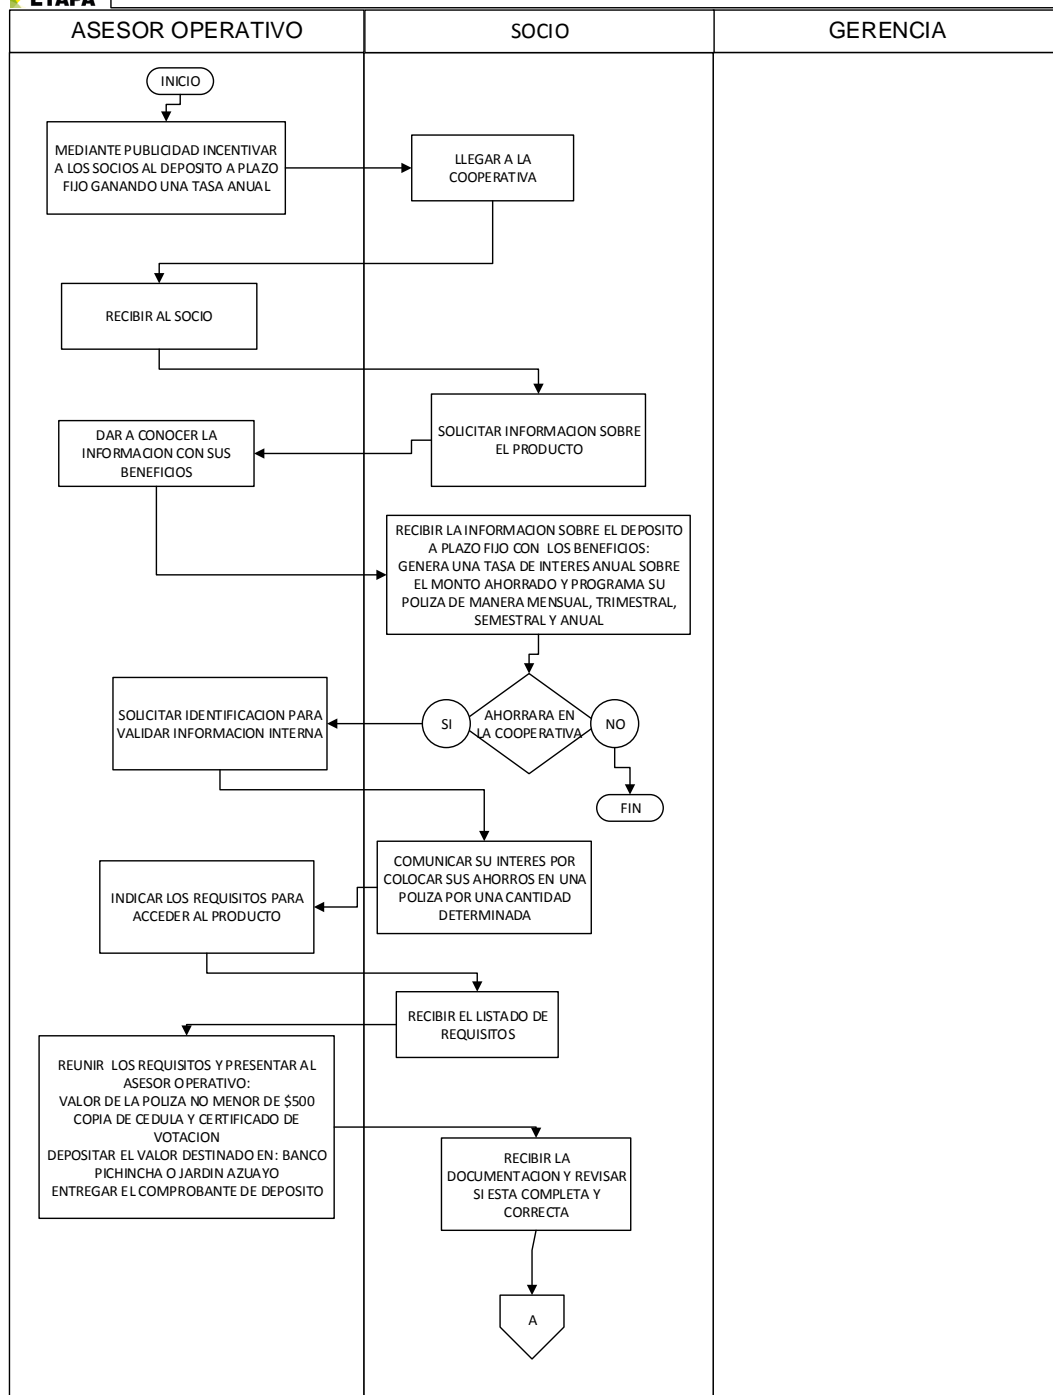 ETAPA
ASESOR OPERATIVO
SOCIO
GERENCIA
INICIO
MEDIANTE PUBLICIDAD INCENTIVAR
A LOS SOCIOS AL DEPOSITO A PLAZO
FIJO GANANDO UNA TASA ANUAL
LLEGAR A LA
COOPERATIVA
RECIBIR AL SOCIO
SOLICITAR INFORMACION SOBRE
EL PRODUCTO
DAR A CONOCER LA
INFORMACION CON SUS
BENEFICIOS
RECIBIR LA INFORMACION SOBRE EL DEPOSITO
A PLAZO FIJO CON LOS BENEFICIOS:
GENERA UNA TASA DE INTERES ANUAL SOBRE
EL MONTO AHORRADO Y PROGRAMA SU
POLIZA DE MANERA MENSUAL, TRIMESTRAL,
SEMESTRAL Y ANUAL
AHORRARA EN
LA COOPERATIVA
SI
NO
FIN
SOLICITAR IDENTIFICACION PARA
VALIDAR INFORMACION INTERNA
COMUNICAR SU INTERES POR
COLOCAR SUS AHORROS EN UNA
POLIZA POR UNA CANTIDAD
DETERMINADA
INDICAR LOS REQUISITOS PARA
ACCEDER AL PRODUCTO
RECIBIR EL LISTADO DE
REQUISITOS
REUNIR LOS REQUISITOS Y PRESENTAR AL
ASESOR OPERATIVO:
VALOR DE LA POLIZA NO MENOR DE $500
COPIA DE CEDULA Y CERTIFICADO DE
VOTACION
DEPOSITAR EL VALOR DESTINADO EN: BANCO
PICHINCHA O JARDIN AZUAYO
ENTREGAR EL COMPROBANTE DE DEPOSITO
RECIBIR LA
DOCUMENTACION Y REVISAR
SI ESTA COMPLETA Y
CORRECTA
A